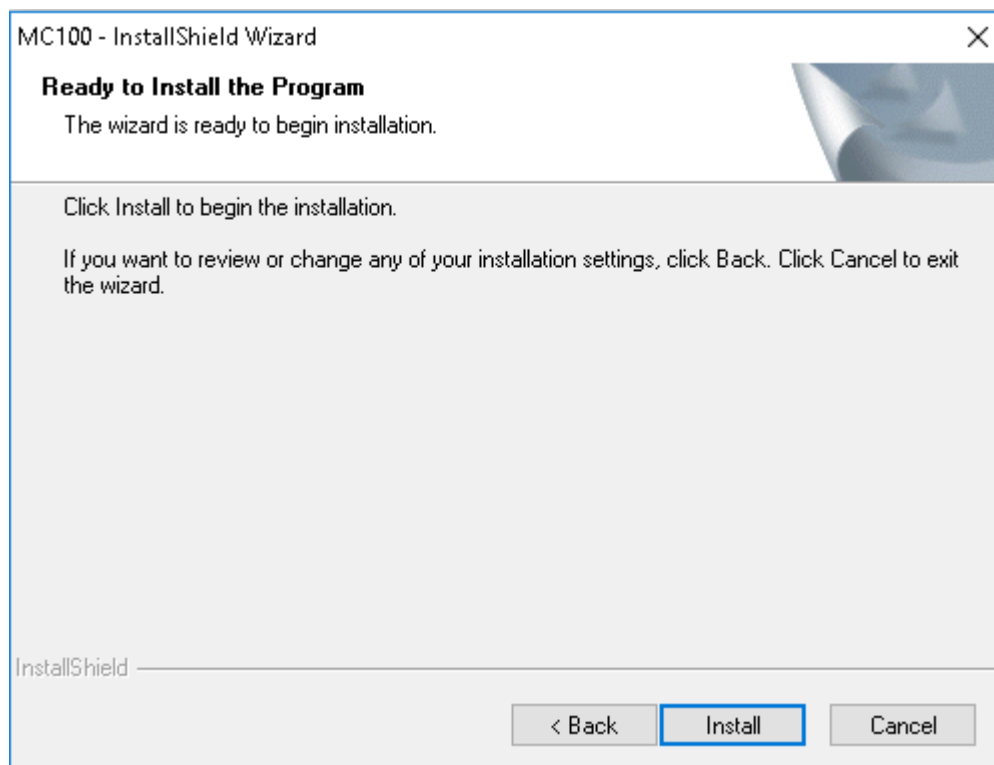 MC100 - InstallShield Wizard
Ready to Install the Program
The wizard is ready to begin installation.
Click Install to begin the installation.
If you want to review or change any of your installation settings, click Back. Click Cancel to exit
the wizard.
InstallShield
< Back
Install
Cancel